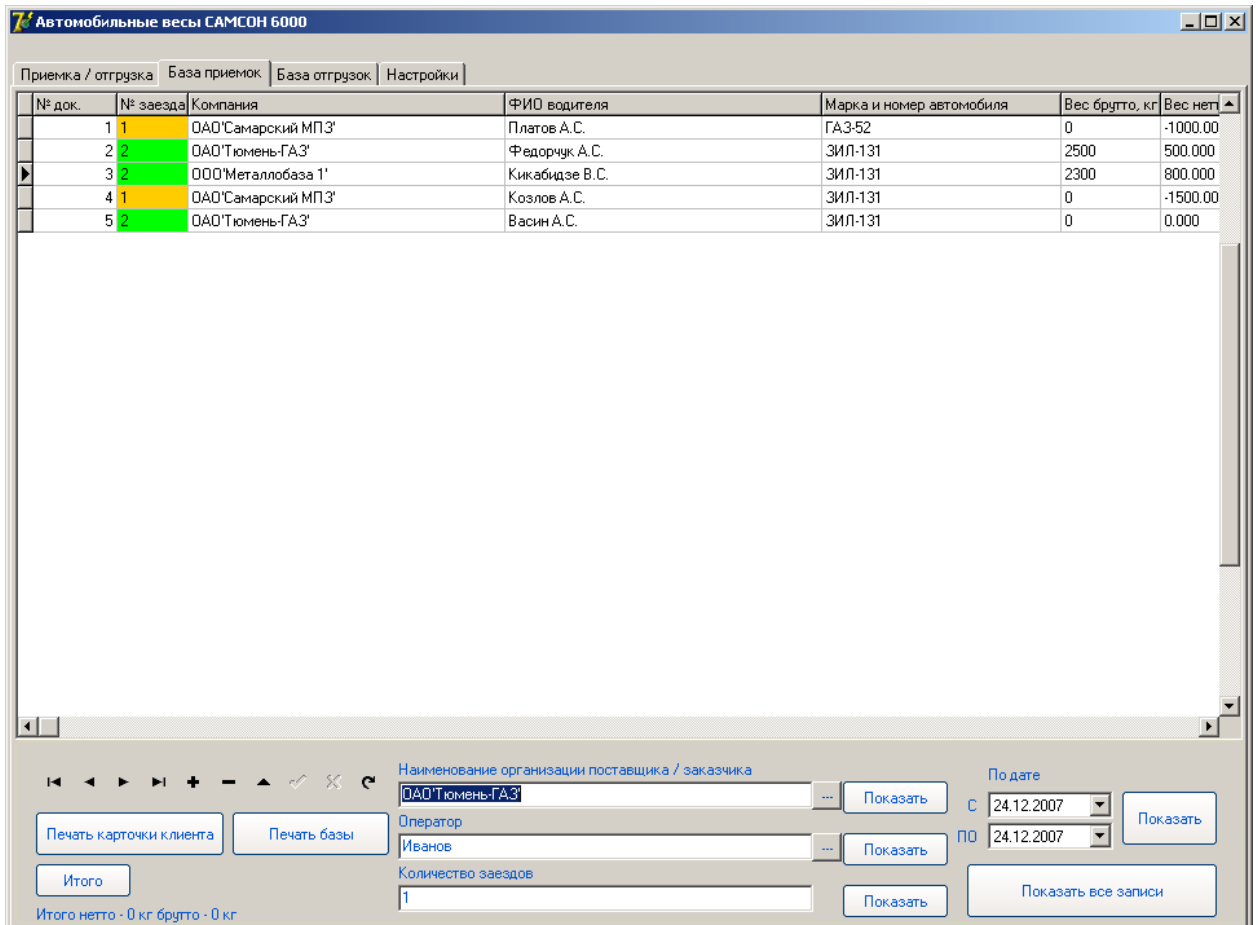 Автомобильные весы САМСОН 6000
Приемка / отгрузка База приемок База отгрузок Настройки
№ док. № заезда Компания ФИО водителя Марка и номер автомобиля Вес брутто, кг Вес нетт
1 1 ОАО'Самарский МПЗ' Платов А.С. ГАЗ-52 0 -1000.00
2 2 ОАО'Тюмень-ГАЗ' Федорчук А.С. ЗИЛ-131 2500 500.000
3 2 ООО'Металлобаза 1' Кикабидзе В.С. ЗИЛ-131 2300 800.000
4 1 ОАО'Самарский МПЗ' Козлов А.С. ЗИЛ-131 0 -1500.00
5 2 ОАО'Тюмень-ГАЗ' Васин А.С. ЗИЛ-131 0 0.000
Наименование организации поставщика / заказчика
ОАО'Тюмень-ГАЗ' ... Показать
Оператор
Иванов ... Показать
Количество заездов
1 Показать
По дате
С 24.12.2007
ПО 24.12.2007
Показать
Показать все записи
Печать карточки клиента Печать базы
Итого
Итого нетто - 0 кг брутто - 0 кг